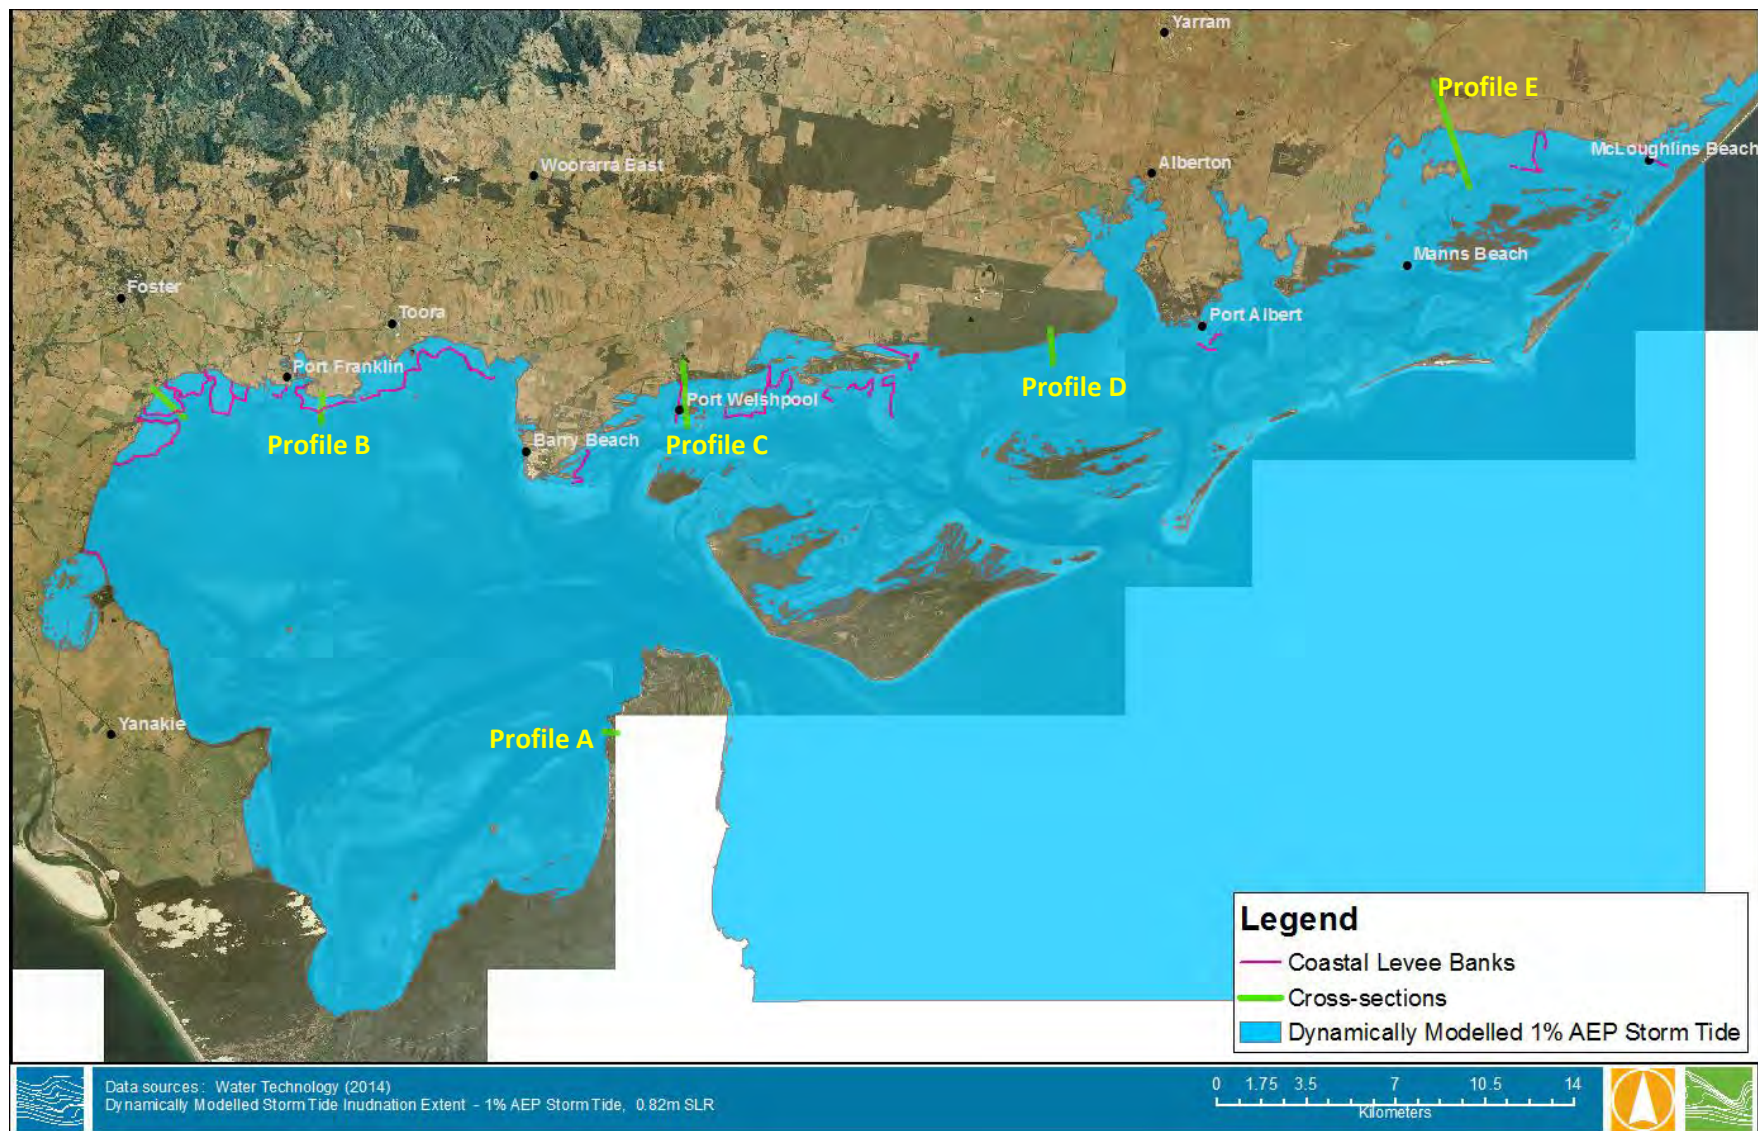 Yarram
Profile E
McLoughlins Beach
Woorarra East
Alberton
Manns Beach
Foster
Toora
Port Albert
Port Franklin
Profile D
Port Welshpool
Profile B
Barry Beach
Profile C
Yanakie
Profile A
Legend
Coastal Levee Banks
Cross-sections
Dynamically Modelled 1% AEP Storm Tide
Data sources: Water Technology (2014)
Dynamically Modelled Storm Tide Inudnation Extent - 1% AEP Storm Tide, 0.82m SLR
0 1.75 3.5 7 10.5 14
Kilometers